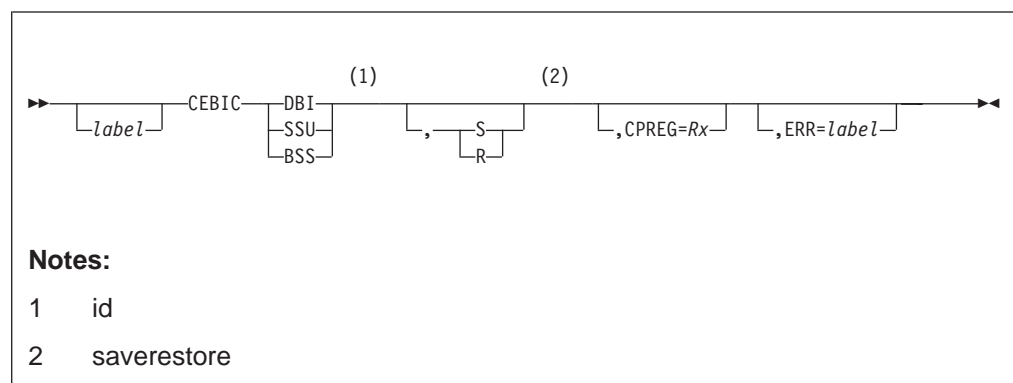 (1) (2)
CEBIC DBI , S ,CPREG=Rx ,ERR=label
label SSU R
BSS
Notes:
1 id
2 saverestore